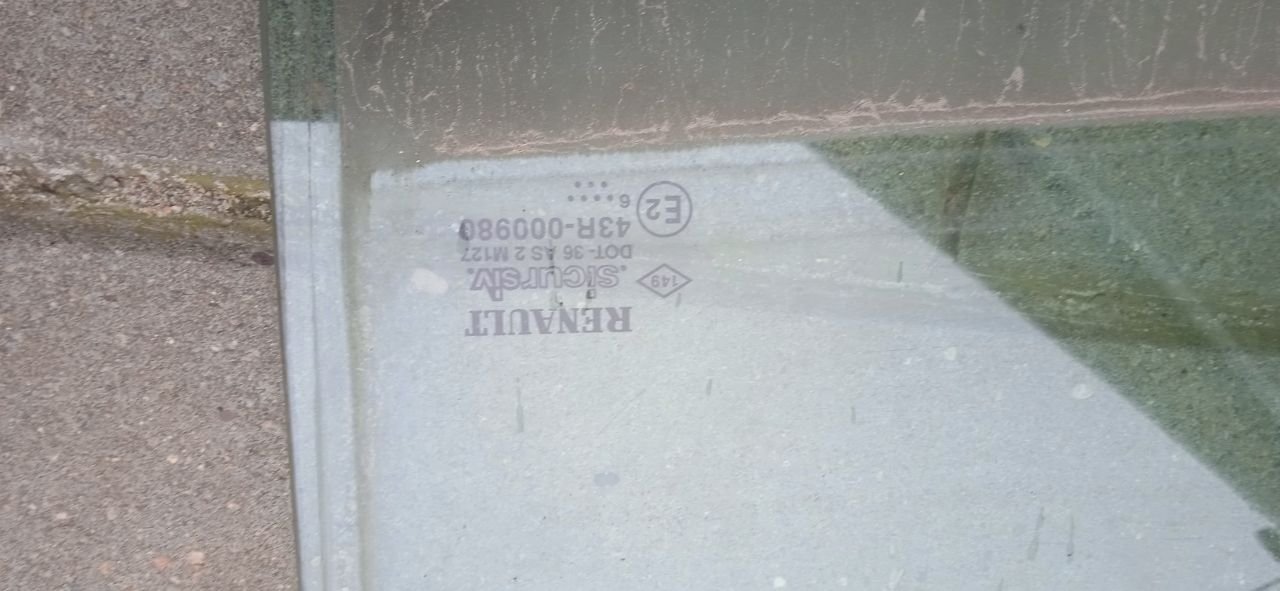 RENAULT
149 .sicursiv.
DOT-36 AS 2 M127
E2 43R-000980
6 ••••
•••